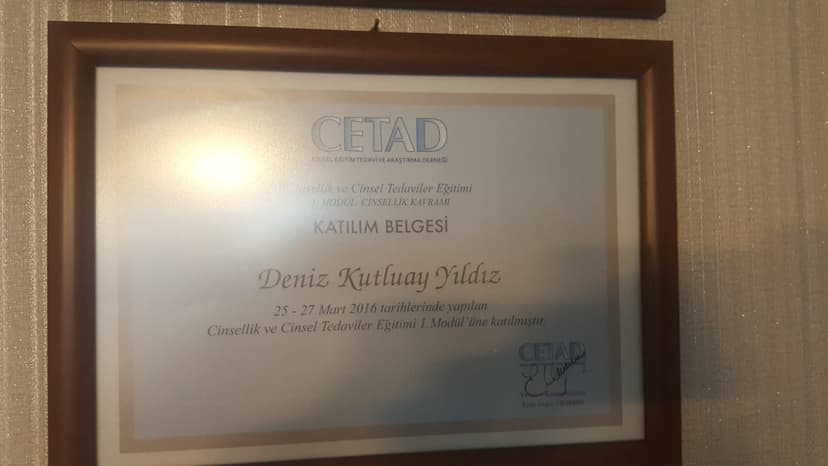 CETAD
CİNSEL EĞİTİM TEDAVİ VE ARAŞTIRMA DERNEĞİ
Cinsellik ve Cinsel Tedaviler Eğitimi
1. MODÜL CİNSELLİK KAVRAMI
KATILIM BELGESİ
Deniz Kutluay Yıldız
25 - 27 Mart 2016 tarihlerinde yapılan
Cinsellik ve Cinsel Tedaviler Eğitimi 1.Modül'üne katılmıştır.
CETAD